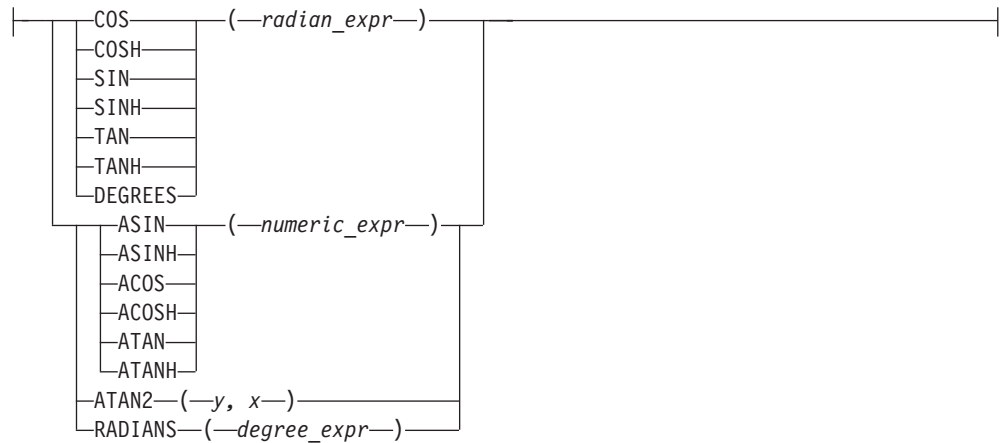 COS ( radian_expr )
COSH
SIN
SINH
TAN
TANH
DEGREES
ASIN ( numeric_expr )
ASINH
ACOS
ACOSH
ATAN
ATANH
ATAN2 ( y, x )
RADIANS ( degree_expr )